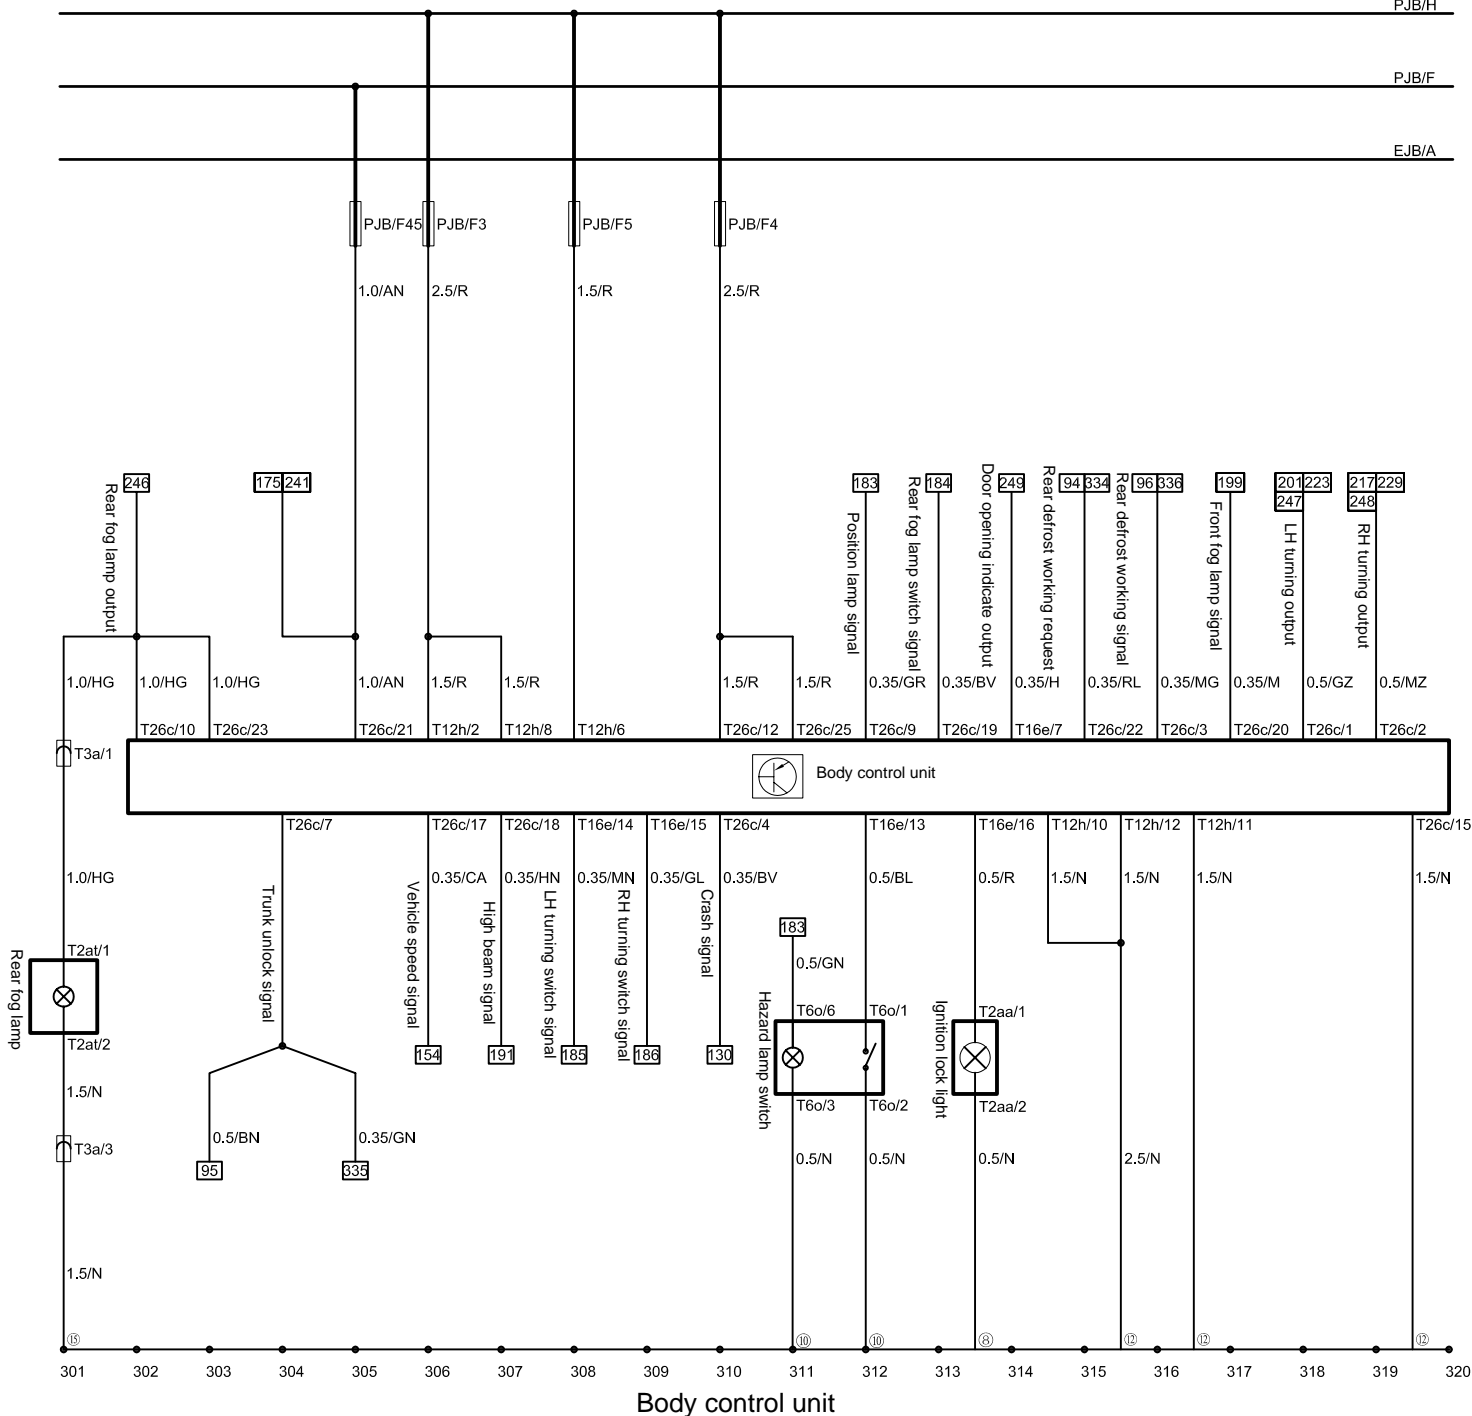 PJB/H
PJB/F
EJB/A
PJB/F45 PJB/F3 PJB/F5 PJB/F4
1.0/AN 2.5/R 1.5/R 2.5/R
246 175 241 183 184 249 94 334 96 336 199 201 223 217 229
247 248
Rear fog lamp output
Position lamp signal
Rear fog lamp switch signal
Door opening indicate output
Rear defrost working request
Rear defrost working signal
Front fog lamp signal
LH turning output
RH turning output
1.0/HG 1.0/HG 1.0/HG 1.0/AN 1.5/R 1.5/R 1.5/R 1.5/R 0.35/GR 0.35/BV 0.35/H 0.35/RL 0.35/MG 0.35/M 0.5/GZ 0.5/MZ
T26c/10 T26c/23 T26c/21 T12h/2 T12h/8 T12h/6 T26c/12 T26c/25 T26c/9 T26c/19 T16e/7 T26c/22 T26c/3 T26c/20 T26c/1 T26c/2
T3a/1
Body control unit
T26c/7 T26c/17 T26c/18 T16e/14 T16e/15 T26c/4 T16e/13 T16e/16 T12h/10 T12h/12 T12h/11 T26c/15
1.0/HG 0.35/CA 0.35/HN 0.35/MN 0.35/GL 0.35/BV 0.5/BL 0.5/R 1.5/N 1.5/N 1.5/N 1.5/N
Trunk unlock signal
Vehicle speed signal
High beam signal
LH turning switch signal
RH turning switch signal
Crash signal
183
0.5/GN
T2at/1
Rear fog lamp
T2at/2
T6o/6 T6o/1 T2aa/1
Hazard lamp switch
Ignition lock light
154 191 185 186 130
T6o/3 T6o/2 T2aa/2
1.5/N
T3a/3
0.5/BN 0.35/GN
0.5/N 0.5/N 0.5/N 2.5/N
95 335
1.5/N
⑮ ⑩ ⑩ ⑧ ⑫ ⑫ ⑫
301 302 303 304 305 306 307 308 309 310 311 312 313 314 315 316 317 318 319 320
Body control unit